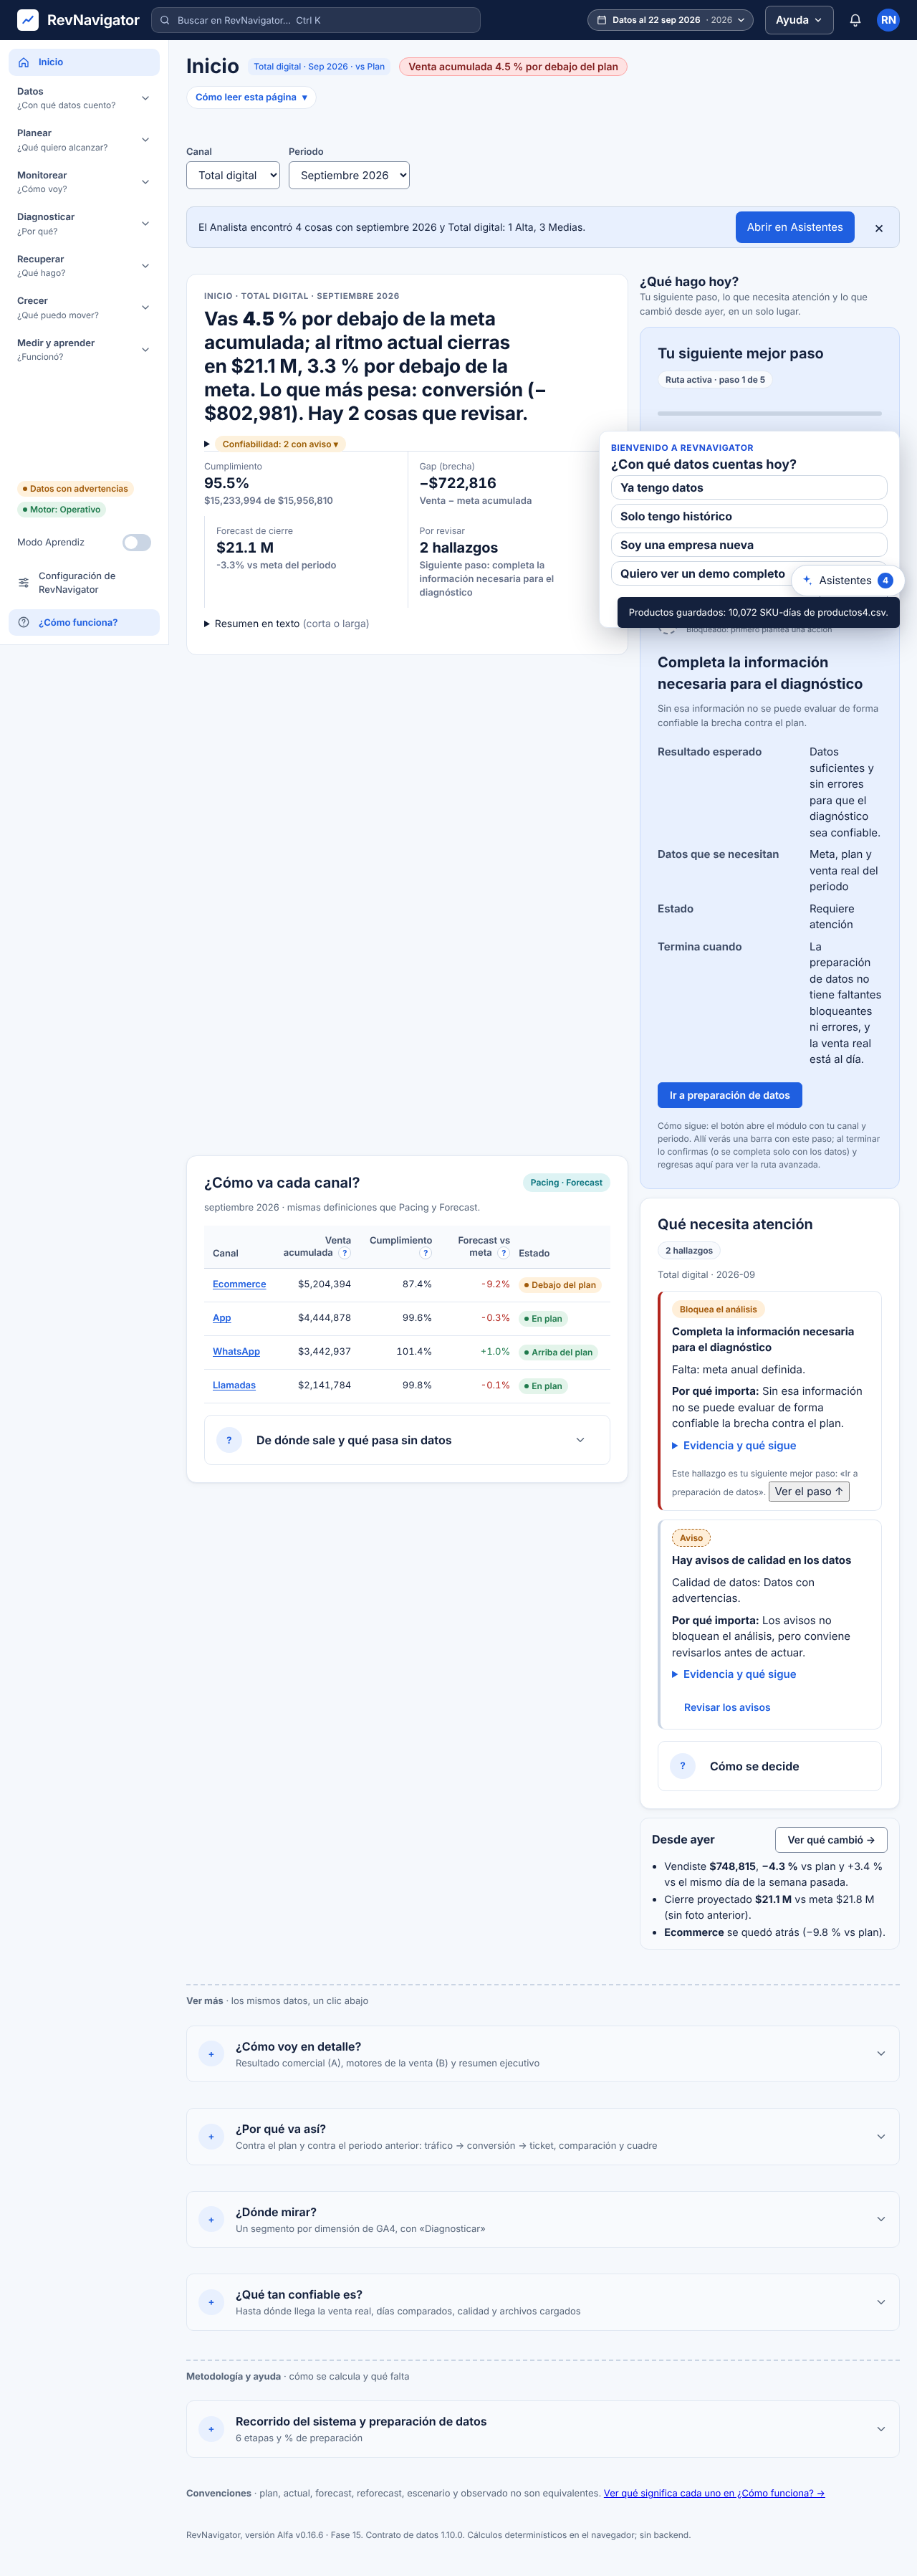 RevNavigator
Buscar en RevNavigator... Ctrl K
Datos al 22 sep 2026 · 2026
Ayuda
RN
Inicio
Datos
¿Con qué datos cuento?
Planear
¿Qué quiero alcanzar?
Monitorear
¿Cómo voy?
Diagnosticar
¿Por qué?
Recuperar
¿Qué hago?
Crecer
¿Qué puedo mover?
Medir y aprender
¿Funcionó?
Datos con advertencias
Motor: Operativo
Modo Aprendiz
Configuración de
RevNavigator
¿Cómo funciona?
Inicio
Total digital · Sep 2026 · vs Plan
Venta acumulada 4.5 % por debajo del plan
Cómo leer esta página ▾
Canal
Periodo
Total digital
Septiembre 2026
El Analista encontró 4 cosas con septiembre 2026 y Total digital: 1 Alta, 3 Medias.
Abrir en Asistentes
×
INICIO · TOTAL DIGITAL · SEPTIEMBRE 2026
Vas 4.5 % por debajo de la meta
acumulada; al ritmo actual cierras
en $21.1 M, 3.3 % por debajo de la
meta. Lo que más pesa: conversión (−
$802,981). Hay 2 cosas que revisar.
▶ Confiabilidad: 2 con aviso ▾
Cumplimiento
95.5%
$15,233,994 de $15,956,810
Gap (brecha)
−$722,816
Venta − meta acumulada
Forecast de cierre
$21.1 M
-3.3% vs meta del periodo
Por revisar
2 hallazgos
Siguiente paso: completa la
información necesaria para el
diagnóstico
▶ Resumen en texto (corta o larga)
¿Qué hago hoy?
Tu siguiente paso, lo que necesita atención y lo que
cambió desde ayer, en un solo lugar.
Tu siguiente mejor paso
Ruta activa · paso 1 de 5
BIENVENIDO A REVNAVIGATOR
¿Con qué datos cuentas hoy?
Ya tengo datos
Solo tengo histórico
Soy una empresa nueva
Quiero ver un demo completo
Asistentes 4
Productos guardados: 10,072 SKU-días de productos4.csv.
Bloqueado: primero plantea una acción
Completa la información
necesaria para el diagnóstico
Sin esa información no se puede evaluar de forma
confiable la brecha contra el plan.
Resultado esperado
Datos
suficientes y
sin errores
para que el
diagnóstico
sea confiable.
Datos que se necesitan
Meta, plan y
venta real del
periodo
Estado
Requiere
atención
Termina cuando
La
preparación
de datos no
tiene faltantes
bloqueantes
ni errores, y
la venta real
está al día.
Ir a preparación de datos
Cómo sigue: el botón abre el módulo con tu canal y
periodo. Allí verás una barra con este paso; al terminar
lo confirmas (o se completa solo con los datos) y
regresas aquí para ver la ruta avanzada.
¿Cómo va cada canal?
Pacing · Forecast
septiembre 2026 · mismas definiciones que Pacing y Forecast.
Canal
Venta
acumulada ?
Cumplimiento
?
Forecast vs
meta ?
Estado
Ecommerce $5,204,394 87.4% -9.2% Debajo del plan
App $4,444,878 99.6% -0.3% En plan
WhatsApp $3,442,937 101.4% +1.0% Arriba del plan
Llamadas $2,141,784 99.8% -0.1% En plan
? De dónde sale y qué pasa sin datos
Qué necesita atención
2 hallazgos
Total digital · 2026-09
Bloquea el análisis
Completa la información necesaria
para el diagnóstico
Falta: meta anual definida.
Por qué importa: Sin esa información
no se puede evaluar de forma
confiable la brecha contra el plan.
▶ Evidencia y qué sigue
Este hallazgo es tu siguiente mejor paso: «Ir a
preparación de datos». Ver el paso ↑
Aviso
Hay avisos de calidad en los datos
Calidad de datos: Datos con
advertencias.
Por qué importa: Los avisos no
bloquean el análisis, pero conviene
revisarlos antes de actuar.
▶ Evidencia y qué sigue
Revisar los avisos
? Cómo se decide
Desde ayer
Ver qué cambió →
• Vendiste $748,815, −4.3 % vs plan y +3.4 %
vs el mismo día de la semana pasada.
• Cierre proyectado $21.1 M vs meta $21.8 M
(sin foto anterior).
• Ecommerce se quedó atrás (−9.8 % vs plan).
Ver más · los mismos datos, un clic abajo
+ ¿Cómo voy en detalle?
Resultado comercial (A), motores de la venta (B) y resumen ejecutivo
+ ¿Por qué va así?
Contra el plan y contra el periodo anterior: tráfico → conversión → ticket, comparación y cuadre
+ ¿Dónde mirar?
Un segmento por dimensión de GA4, con «Diagnosticar»
+ ¿Qué tan confiable es?
Hasta dónde llega la venta real, días comparados, calidad y archivos cargados
Metodología y ayuda · cómo se calcula y qué falta
+ Recorrido del sistema y preparación de datos
6 etapas y % de preparación
Convenciones · plan, actual, forecast, reforecast, escenario y observado no son equivalentes. Ver qué significa cada uno en ¿Cómo funciona? →
RevNavigator, versión Alfa v0.16.6 · Fase 15. Contrato de datos 1.10.0. Cálculos determinísticos en el navegador; sin backend.